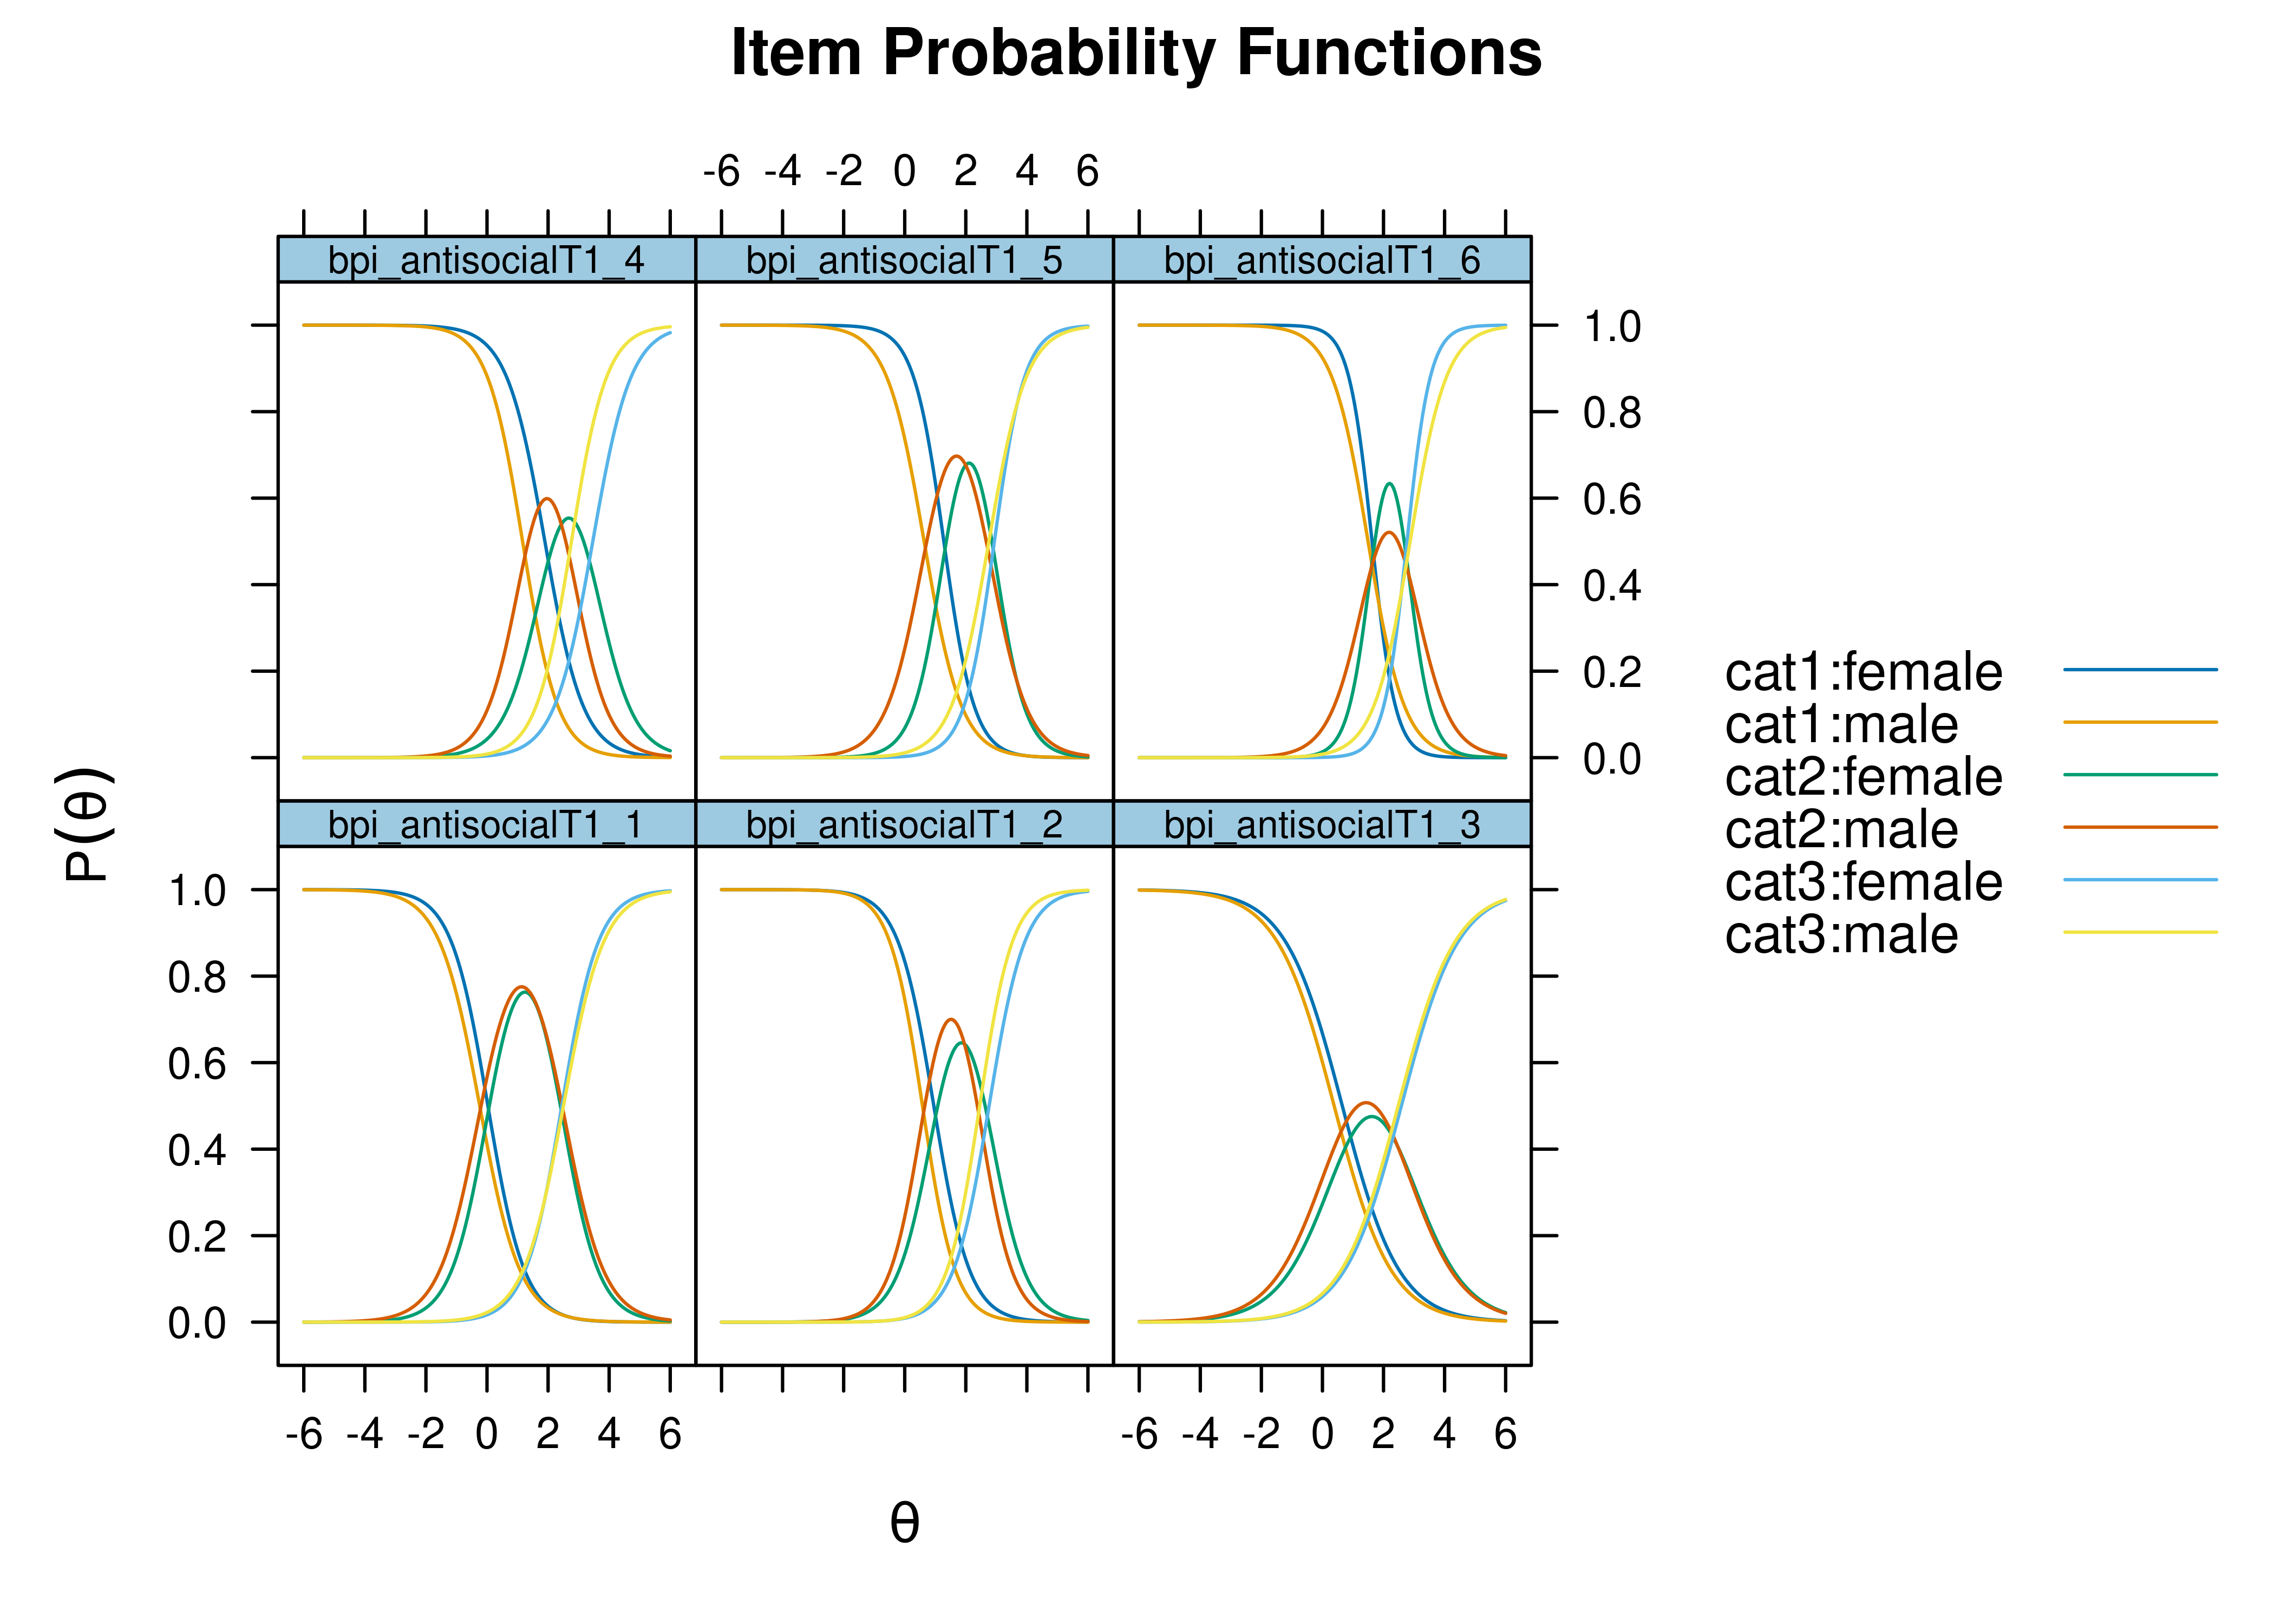 Item Probability Functions
-6 -4 -2 0 2 4 6
bpi_antisocialT1_4 bpi_antisocialT1_5 bpi_antisocialT1_6
1.0
0.8
0.6
0.4
0.2
0.0
bpi_antisocialT1_1 bpi_antisocialT1_2 bpi_antisocialT1_3
1.0
0.8
0.6
0.4
0.2
0.0
-6 -4 -2 0 2 4 6 -6 -4 -2 0 2 4 6
P(θ)
θ
cat1:female
cat1:male
cat2:female
cat2:male
cat3:female
cat3:male